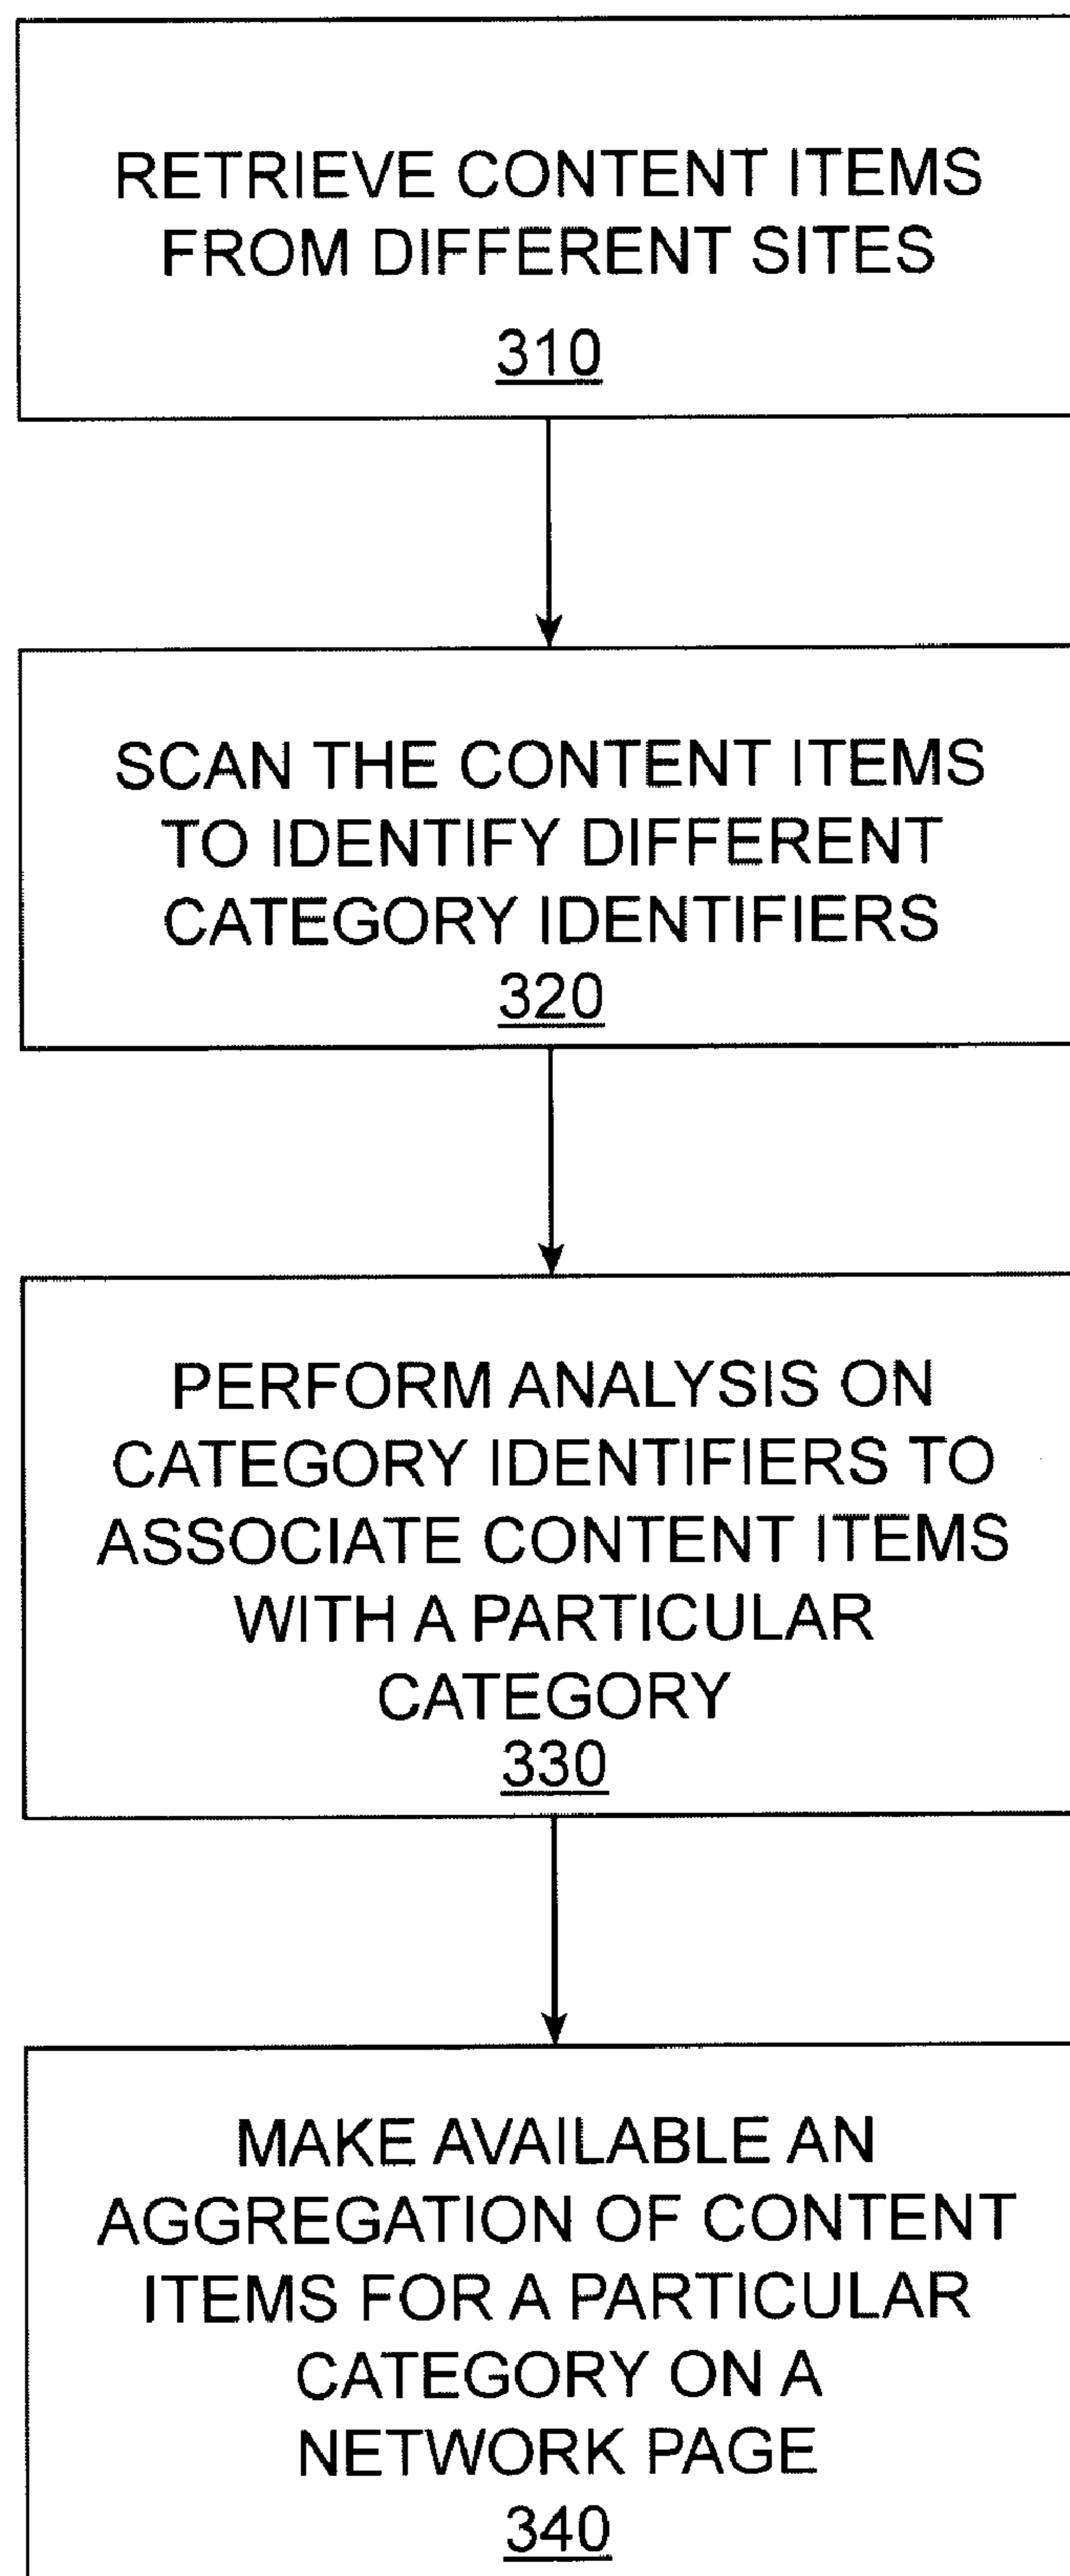 RETRIEVE CONTENT ITEMS
FROM DIFFERENT SITES
310
SCAN THE CONTENT ITEMS
TO IDENTIFY DIFFERENT
CATEGORY IDENTIFIERS
320
PERFORM ANALYSIS ON
CATEGORY IDENTIFIERS TO
ASSOCIATE CONTENT ITEMS
WITH A PARTICULAR
CATEGORY
330
MAKE AVAILABLE AN
AGGREGATION OF CONTENT
ITEMS FOR A PARTICULAR
CATEGORY ON A
NETWORK PAGE
340